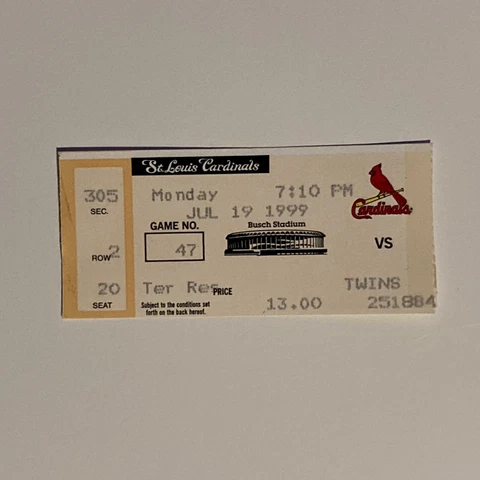 St. Louis Cardinals
305 Monday 7:10 PM
SEC. JUL 19 1999 Cardinals
GAME NO. Busch Stadium
ROW 2 47 VS
20 Ter Res PRICE TWINS
SEAT Subject to the conditions set 13.00 251884
forth on the back hereof.